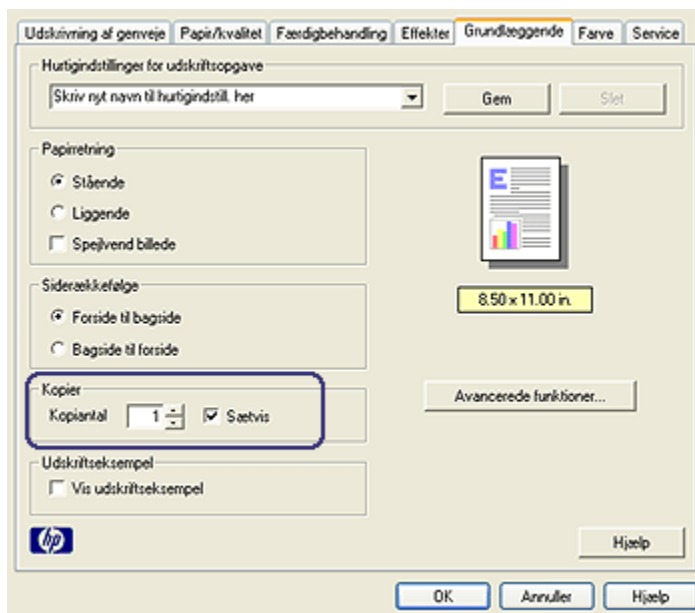 Udskrivning af genveje Papir/kvalitet Færdigbehandling Effekter Grundlæggende Farve Service
Hurtigindstillinger for udskriftsopgave
Skriv nyt navn til hurtigindstill. her Gem Slet
Papirretning
Stående
Liggende
Spejlvend billede
E
8.50 x 11.00 in.
Siderækkefølge
Forside til bagside
Bagside til forside
Kopier
Kopiantal 1 Sætvis
Avancerede funktioner...
Udskriftseksempel
Vis udskriftseksempel
hp
Hjælp
OK Annuller Hjælp